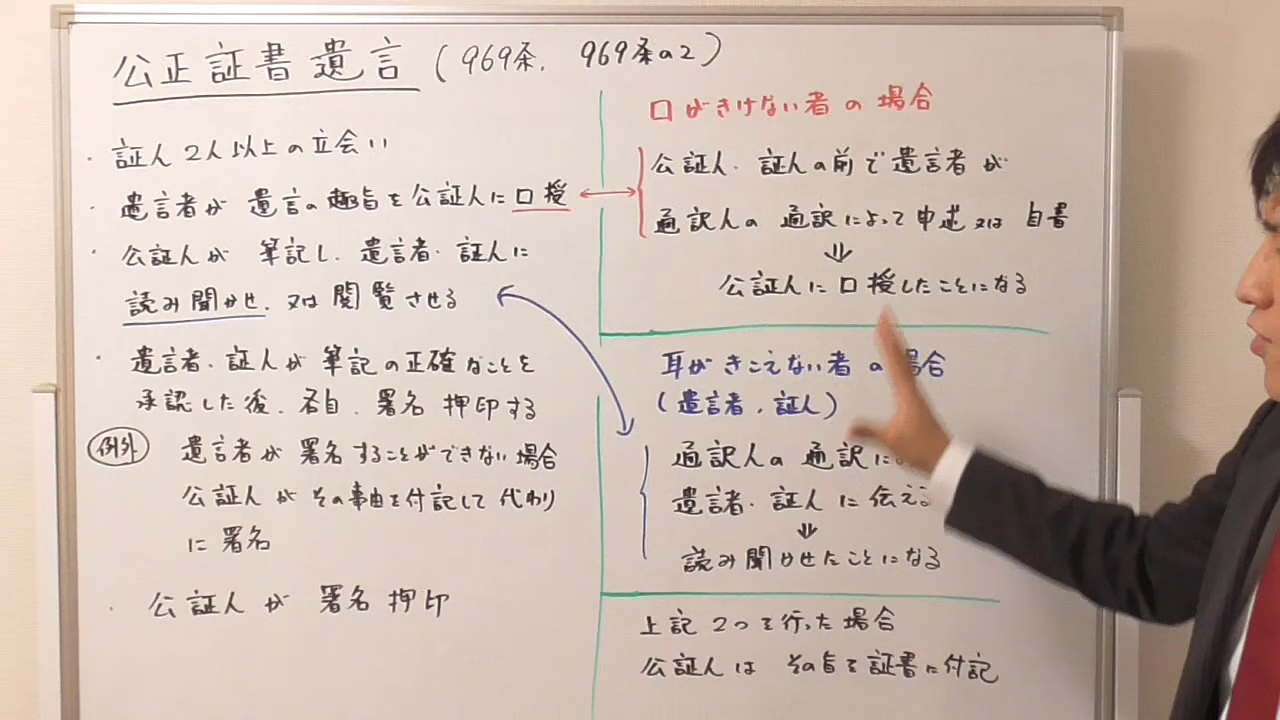 公正証書遺言（969条．969条の2）
・証人2人以上の立会い
・遺言者が遺言の趣旨を公証人に口授
・公証人が筆記し、遺言者・証人に
読み聞かせ、又は閲覧させる
・遺言者・証人が筆記の正確なことを
承認した後、各自、署名押印する
例外 遺言者が署名することができない場合
公証人がその事由を付記して代わり
に署名
・公証人が署名押印
口がきけない者の場合
公証人・証人の前で遺言者が
通訳人の通訳によって申述又は自書
⇓
公証人に口授したことになる
耳がきこえない者の場合
（遺言者、証人）
通訳人の通訳に
遺言者・証人に伝える
⇓
読み聞かせたことになる
上記2つを行った場合
公証人はその旨を証書に付記